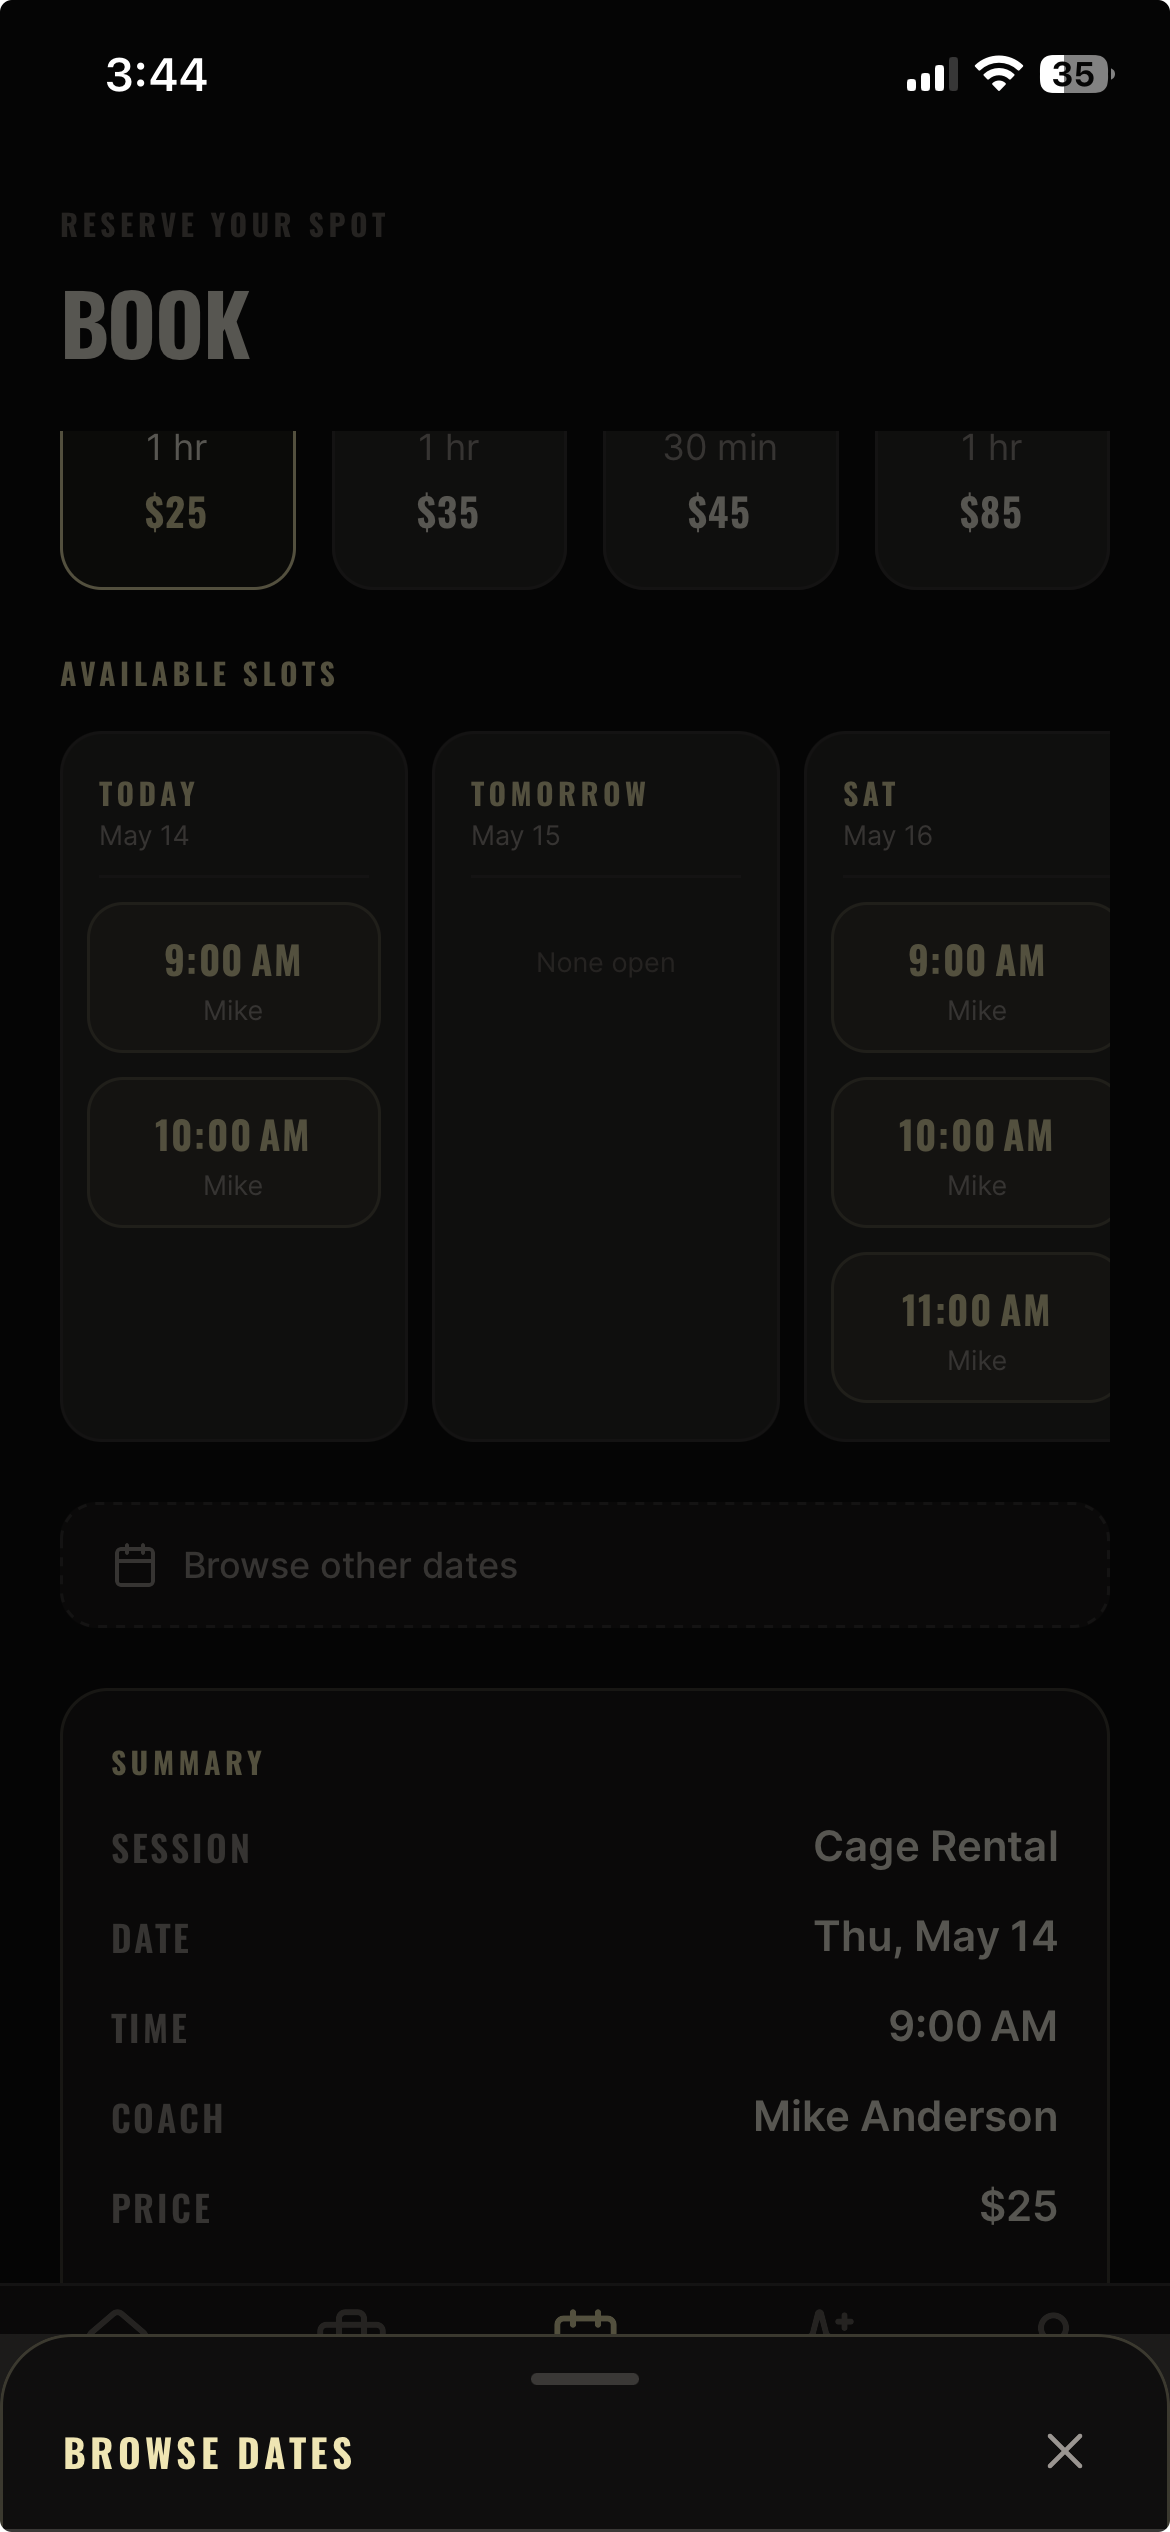 3:44
35
RESERVE YOUR SPOT
BOOK
1 hr
$25
1 hr
$35
30 min
$45
1 hr
$85
AVAILABLE SLOTS
TODAY
May 14
9:00 AM
Mike
10:00 AM
Mike
TOMORROW
May 15
None open
SAT
May 16
9:00 AM
Mike
10:00 AM
Mike
11:00 AM
Mike
Browse other dates
SUMMARY
SESSION Cage Rental
DATE Thu, May 14
TIME 9:00 AM
COACH Mike Anderson
PRICE $25
A+
BROWSE DATES